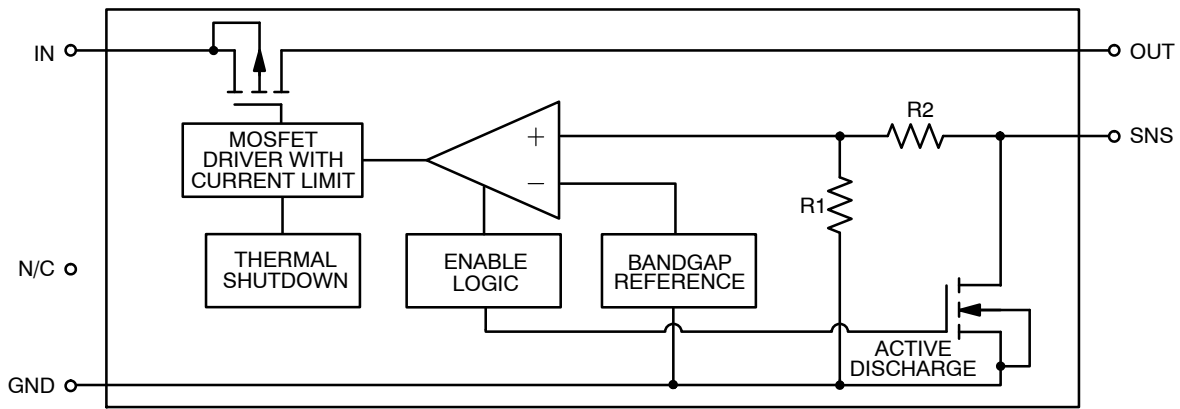 IN
OUT
R2
SNS
+
MOSFET
DRIVER WITH
CURRENT LIMIT
−
R1
N/C
THERMAL
SHUTDOWN
ENABLE
LOGIC
BANDGAP
REFERENCE
ACTIVE
DISCHARGE
GND